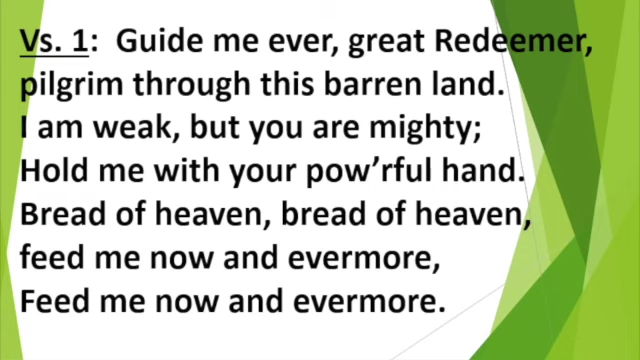 Vs. 1:  Guide me ever, great Redeemer,
pilgrim through this barren land.
I am weak, but you are mighty;
Hold me with your pow’rful hand.
Bread of heaven, bread of heaven,
feed me now and evermore,
Feed me now and evermore.